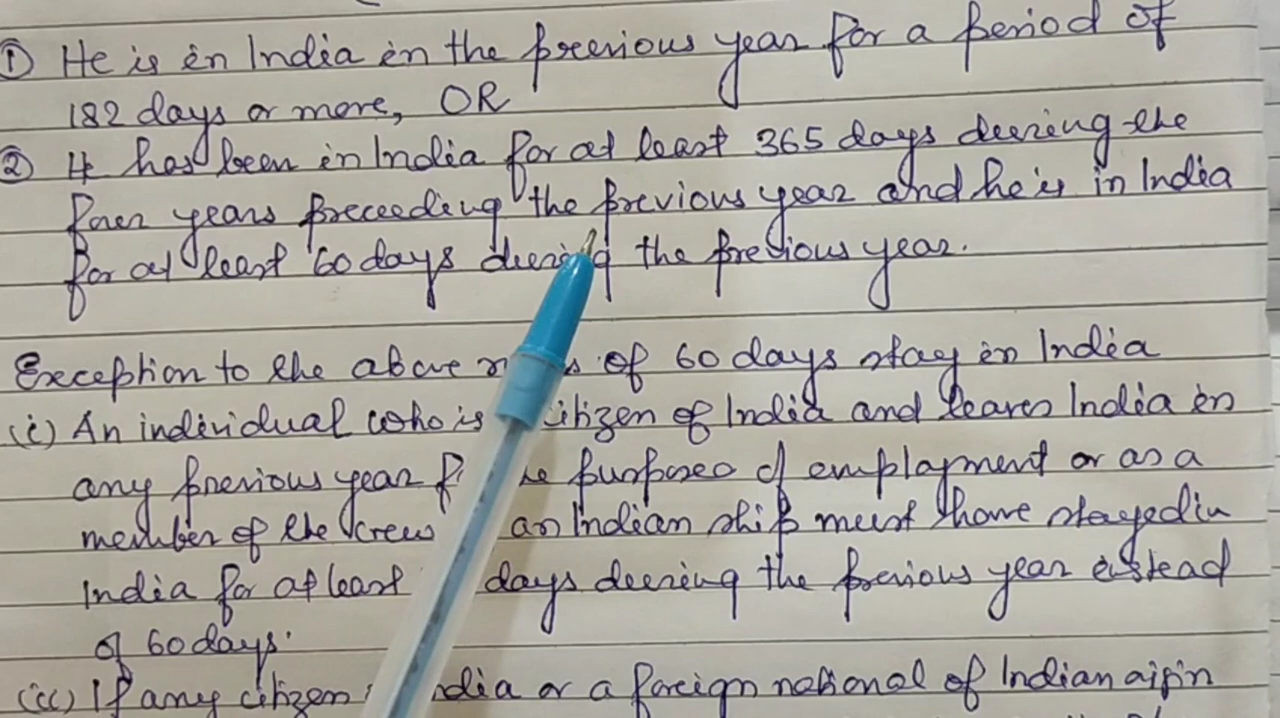 ① He is in India in the previous year for a period of
182 days or more, OR
② It has been in India for at least 365 days during the
four years preceeding the previous year and he is in India
for at least 60 days during the previous year.
Exception to the above of 60 days stay in India
(i) An individual who is citizen of India and leaves India in
any previous year purpose of employment or as a
member of the crew an Indian ship must have stayed in
India for at least days during the previous year instead
of 60 days.
(ii) If any citizen or a foreign national of Indian origin